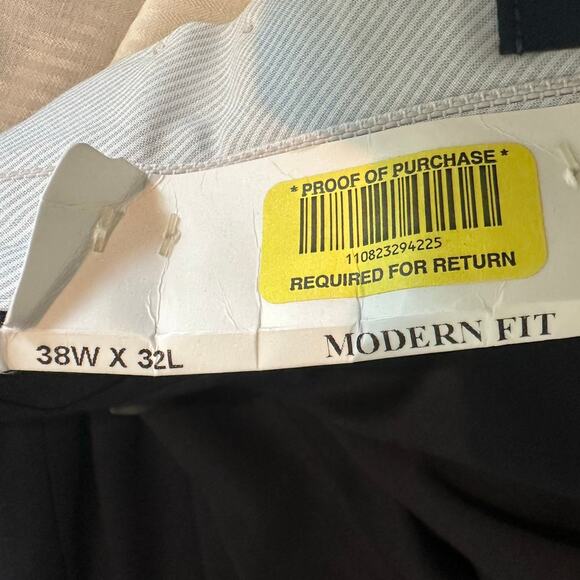 * PROOF OF PURCHASE *
110823294225
REQUIRED FOR RETURN
38W X 32L
MODERN FIT